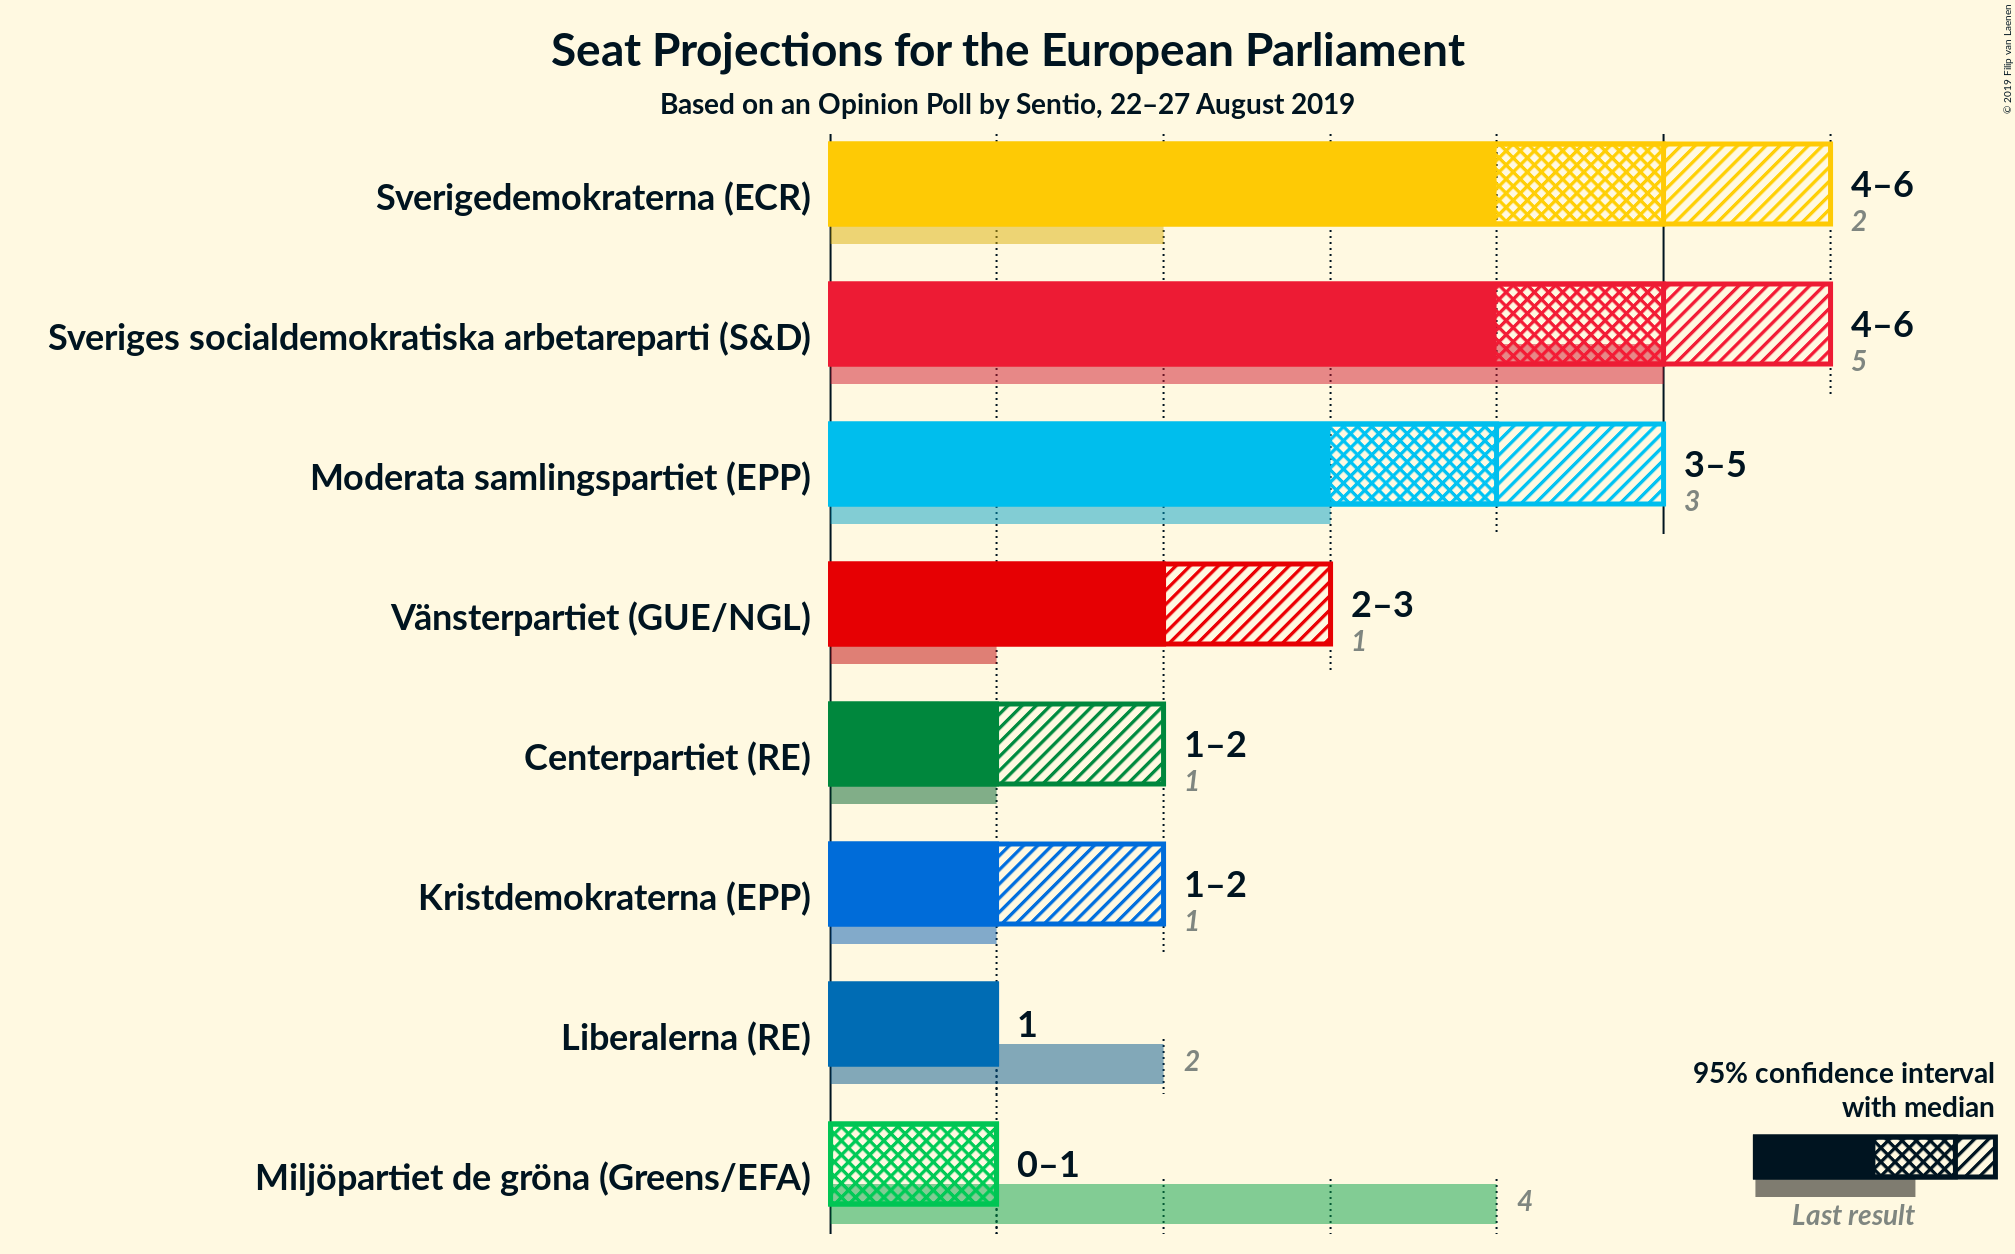 Seat Projections for the European Parliament
Based on an Opinion Poll by Sentio, 22–27 August 2019
© 2019 Filip van Laenen
Sverigedemokraterna (ECR)
4–6
2
Sveriges socialdemokratiska arbetareparti (S&D)
4–6
5
Moderata samlingspartiet (EPP)
3–5
3
Vänsterpartiet (GUE/NGL)
2–3
1
Centerpartiet (RE)
1–2
1
Kristdemokraterna (EPP)
1–2
1
Liberalerna (RE)
1
2
Miljöpartiet de gröna (Greens/EFA)
0–1
4
95% confidence interval
with median
Last result